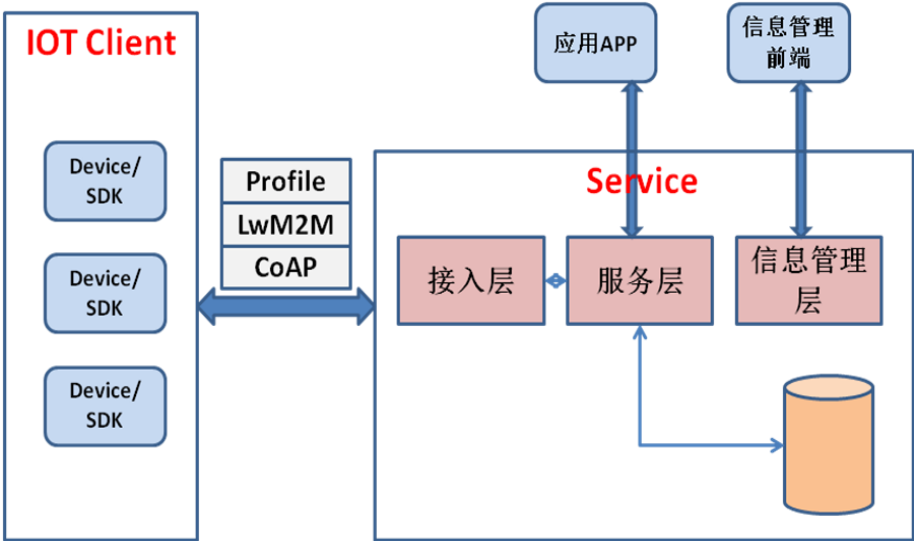 IOT Client
Device/
SDK
Device/
SDK
Device/
SDK
Profile
LwM2M
CoAP
应用APP
信息管理
前端
Service
接入层
服务层
信息管理
层